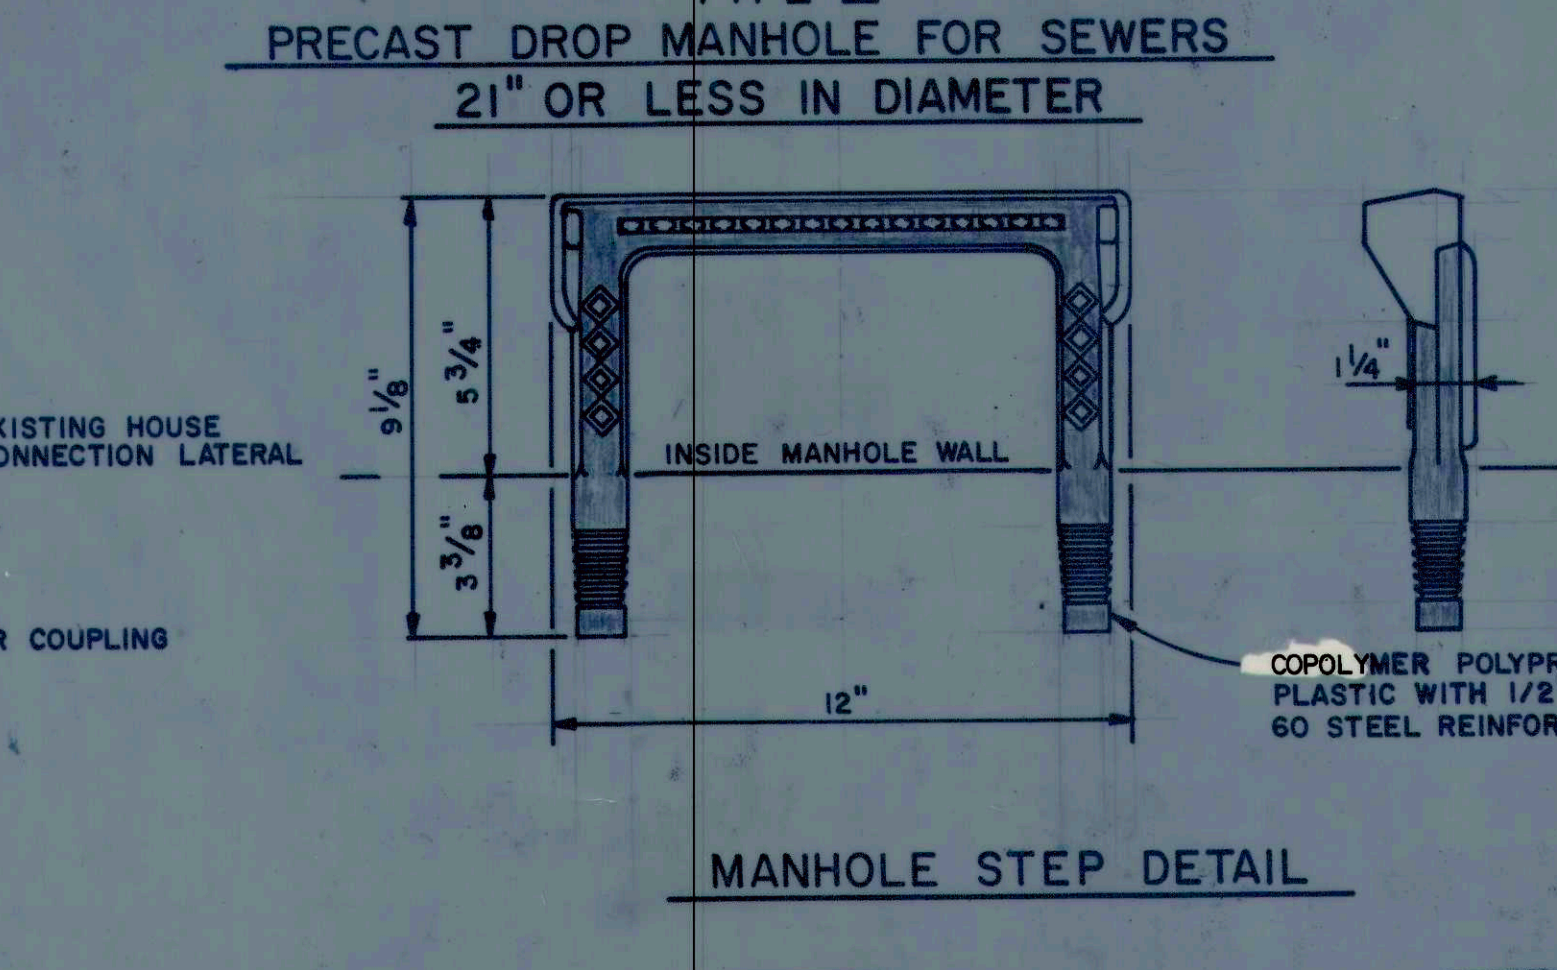 PRECAST DROP MANHOLE FOR SEWERS
21" OR LESS IN DIAMETER
9 1/8"
5 3/4"
1 1/4"
XISTING HOUSE
ONNECTION LATERAL
INSIDE MANHOLE WALL
3 3/8"
R COUPLING
COPOLYMER POLYPR
PLASTIC WITH 1/2
60 STEEL REINFOR
12"
MANHOLE STEP DETAIL